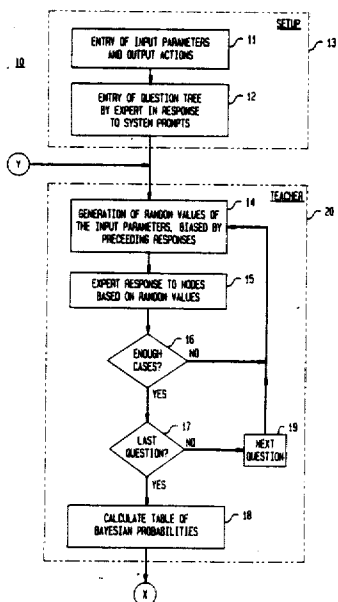 SETUP
10
ENTRY OF INPUT PARAMETERS
AND OUTPUT ACTIONS
11
13
ENTRY OF QUESTION TREE
BY EXPERT IN RESPONSE
TO SYSTEM PROMPTS
12
Y
TEACHER
20
GENERATION OF RANDOM VALUES OF
THE INPUT PARAMETERS, BIASED BY
PRECEEDING RESPONSES
14
EXPERT RESPONSE TO NODES
BASED ON RANDOM VALUES
15
ENOUGH
CASES?
16
NO
YES
LAST
QUESTION?
17
NO
NEXT
QUESTION
19
YES
CALCULATE TABLE OF
BAYESIAN PROBABILITIES
18
X